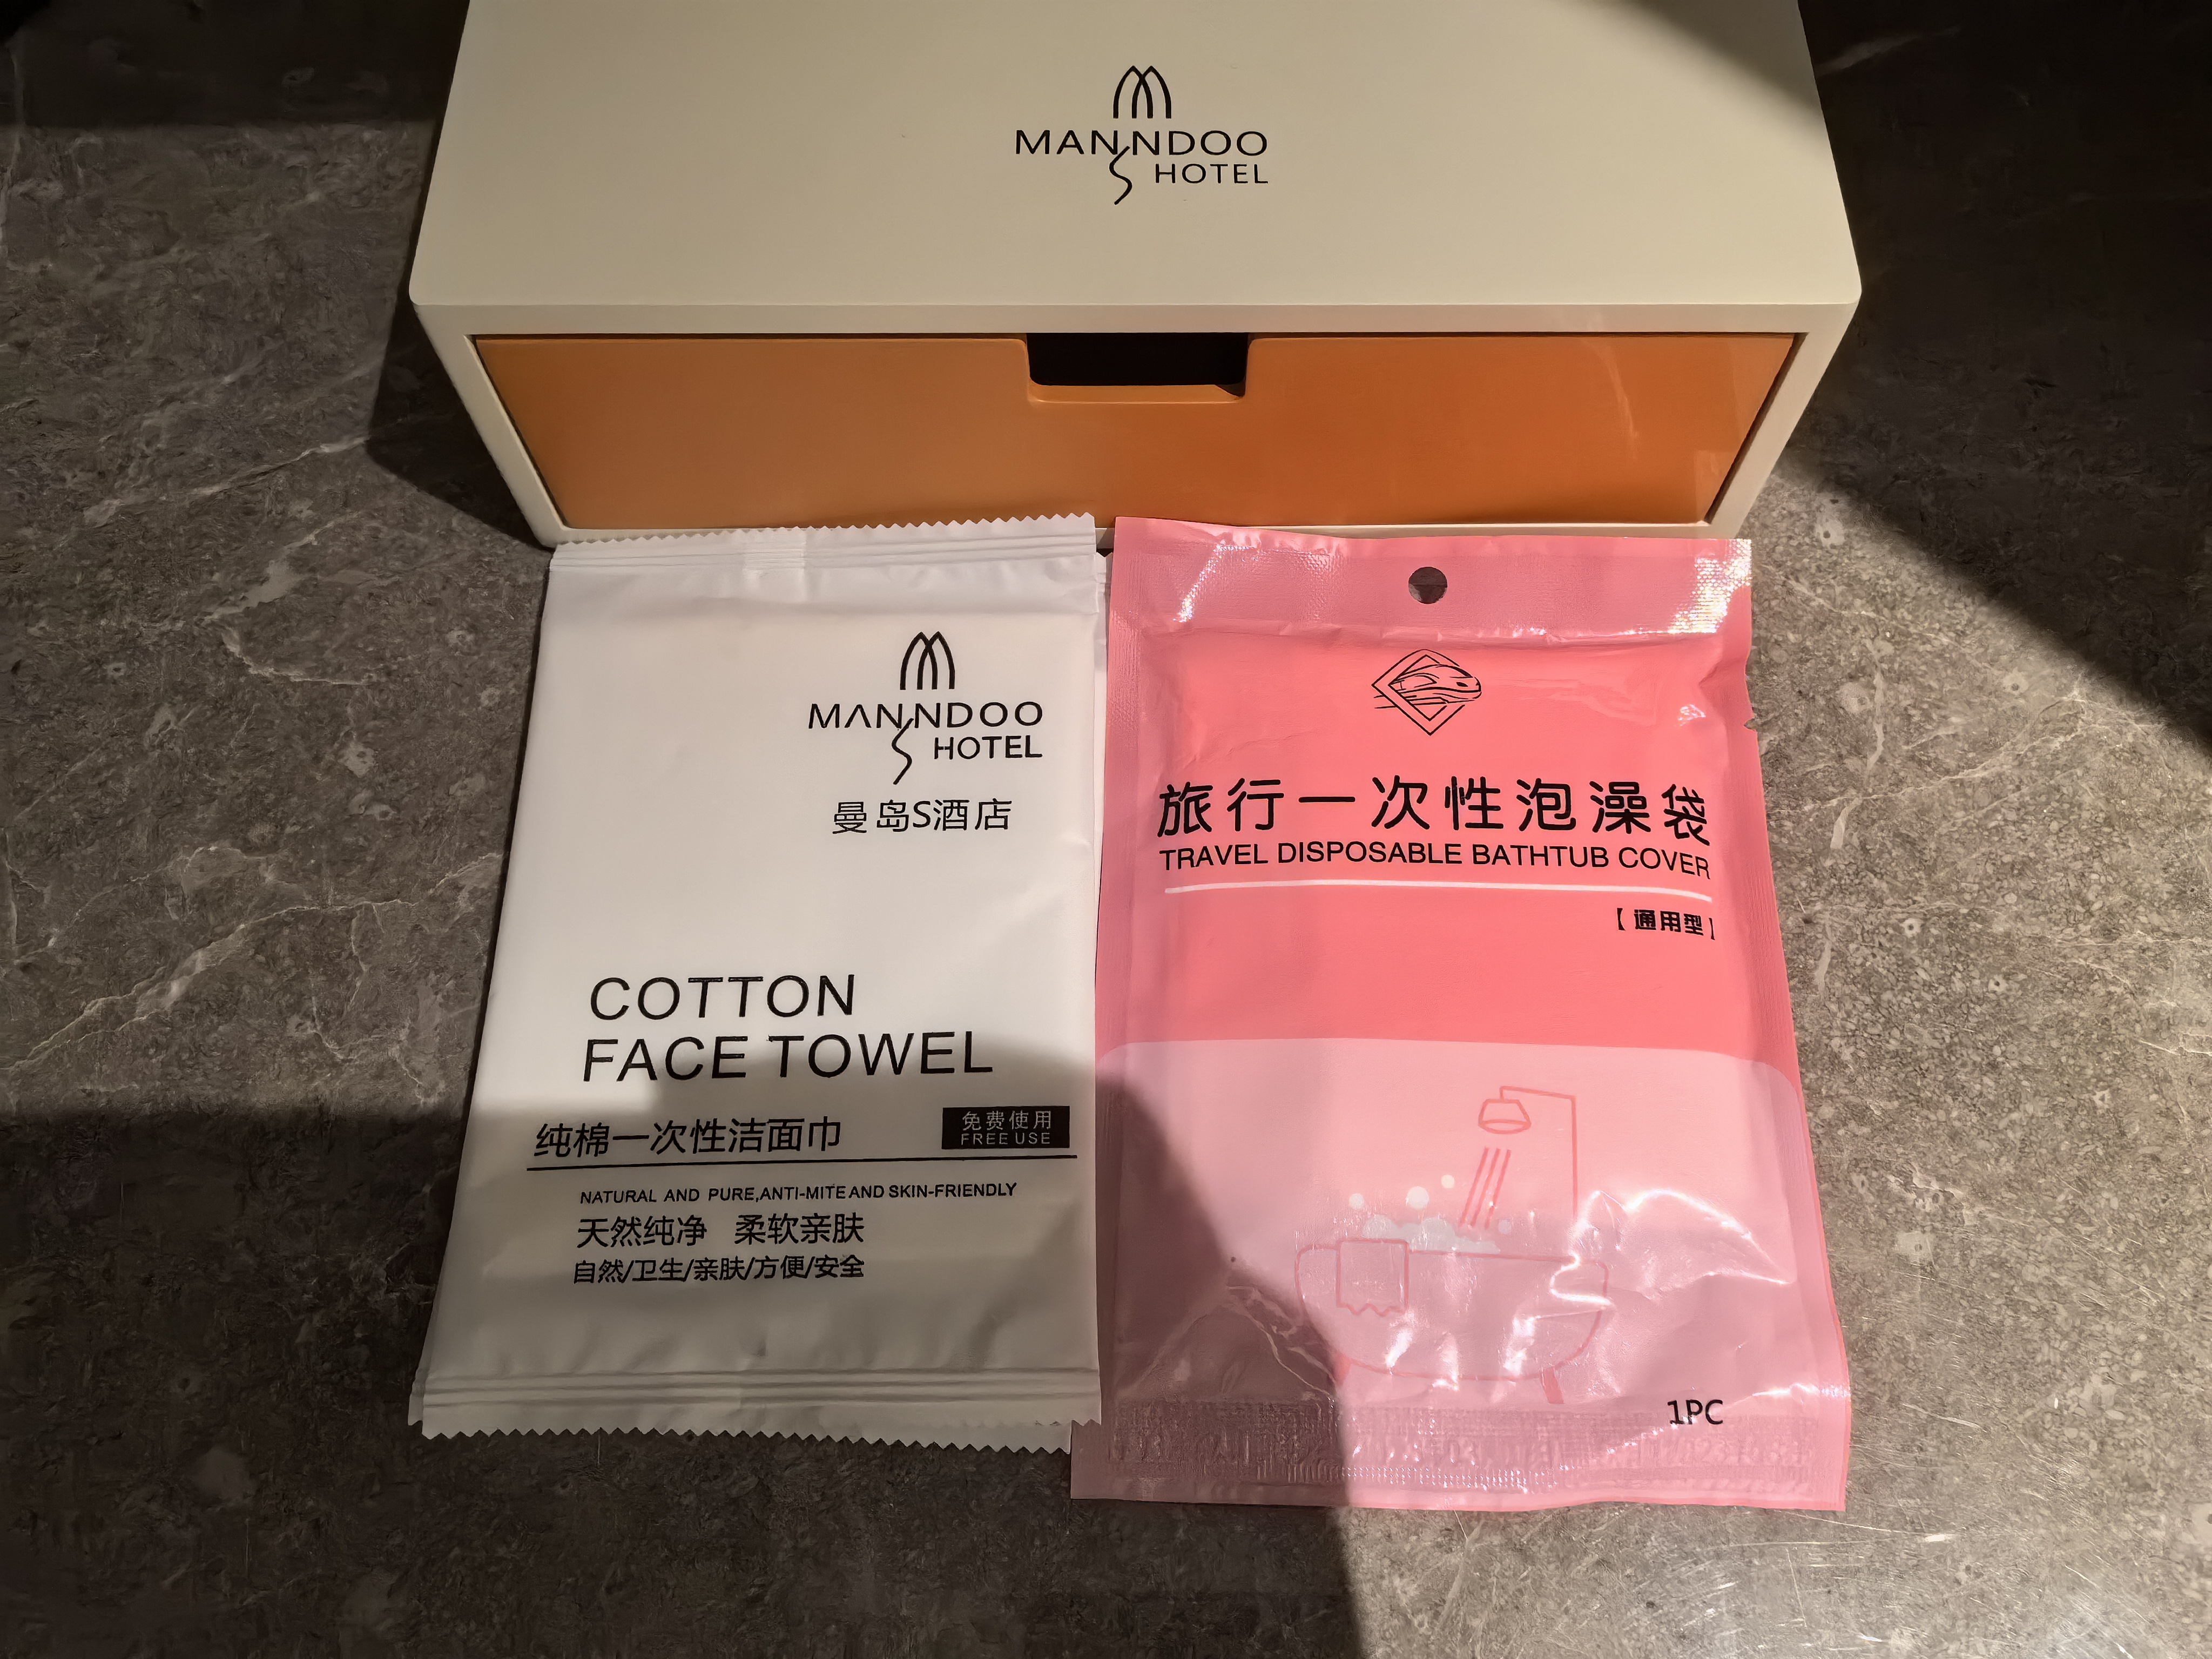 MANNDOO
S HOTEL
MANNDOO
S HOTEL
曼岛S酒店
COTTON
FACE TOWEL
纯棉一次性洁面巾
免费使用
FREE USE
NATURAL AND PURE,ANTI-MITE AND SKIN-FRIENDLY
天然纯净 柔软亲肤
自然/卫生/亲肤/方便/安全
旅行一次性泡澡袋
TRAVEL DISPOSABLE BATHTUB COVER
【通用型】
1PC